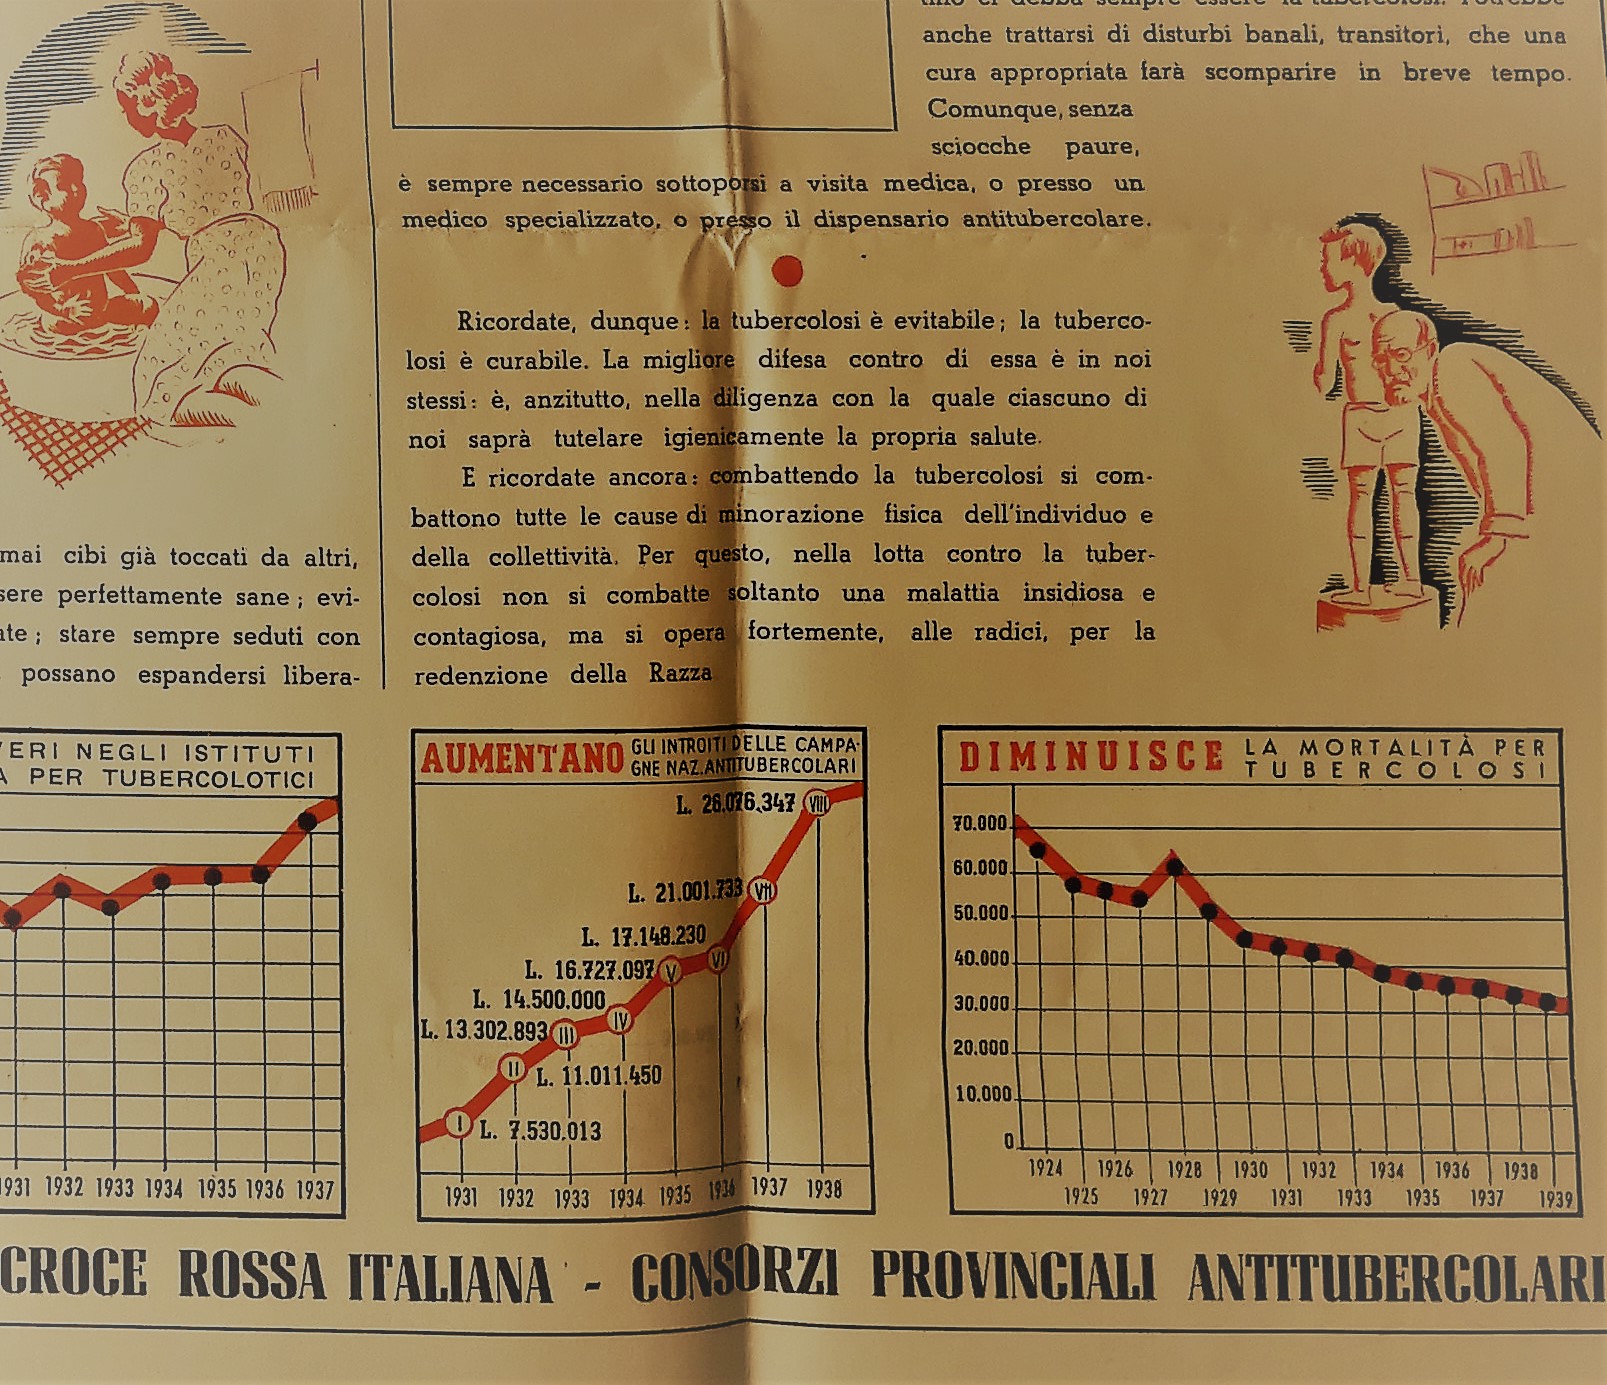 anche trattarsi di disturbi banali, transitori, che una
cura appropriata farà scomparire in breve tempo.
Comunque, senza
sciocche paure,
è sempre necessario sottoporsi a visita medica, o presso un
medico specializzato, o presso il dispensario antitubercolare.
Ricordate, dunque: la tubercolosi è evitabile; la tuberco-
losi è curabile. La migliore difesa contro di essa è in noi
stessi: è, anzitutto, nella diligenza con la quale ciascuno di
noi saprà tutelare igienicamente la propria salute.
E ricordate ancora: combattendo la tubercolosi si com-
battono tutte le cause di minorazione fisica dell'individuo e
della collettività. Per questo, nella lotta contro la tuber-
colosi non si combatte soltanto una malattia insidiosa e
contagiosa, ma si opera fortemente, alle radici, per la
redenzione della Razza
mai cibi già toccati da altri,
sere perfettamente sane; evi-
te; stare sempre seduti con
possano espandersi libera-
ERI NEGLI ISTITUTI
A PER TUBERCOLOTICI
1931 1932 1933 1934 1935 1936 1937
AUMENTANO GLI INTROITI DELLE CAMPA-
GNE NAZ. ANTITUBERCOLARI
L. 26.076.347 VIII
L. 21.001.733 VII
L. 17.148.230 VI
L. 16.727.097 V
L. 14.500.000 IV
L. 13.302.893 III
II L. 11.011.450
I L. 7.530.013
1931 1932 1933 1934 1935 1936 1937 1938
DIMINUISCE LA MORTALITÀ PER
TUBERCOLOSI
70.000
60.000
50.000
40.000
30.000
20.000
10.000
0
1924 1926 1928 1930 1932 1934 1936 1938
1925 1927 1929 1931 1933 1935 1937 1939
CROCE ROSSA ITALIANA - CONSORZI PROVINCIALI ANTITUBERCOLARI